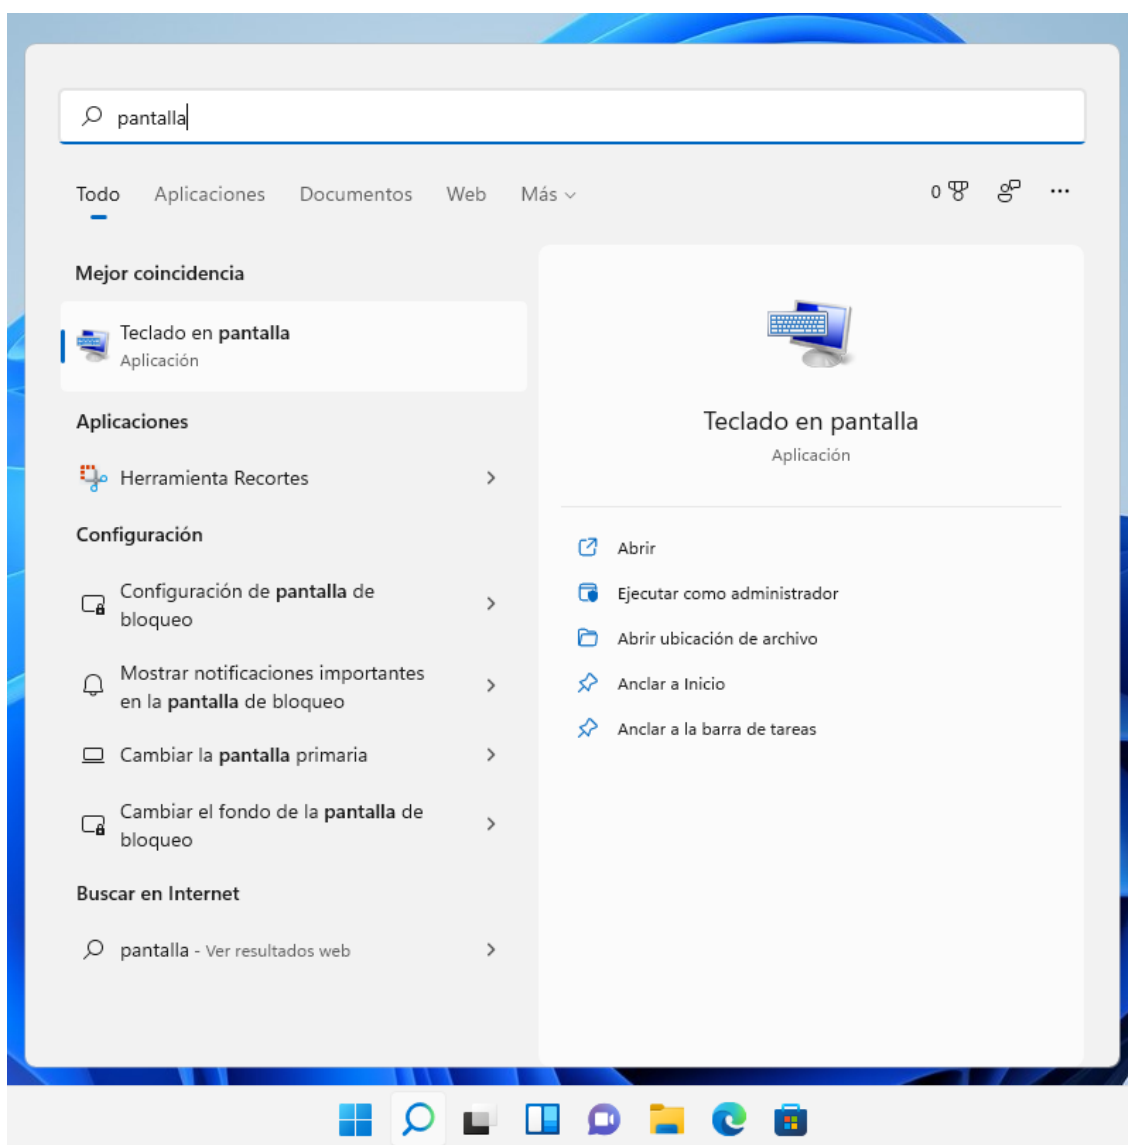 pantalla
Todo Aplicaciones Documentos Web Más 0
Mejor coincidencia
Teclado en pantalla
Aplicación
Aplicaciones
Herramienta Recortes
Configuración
Configuración de pantalla de
bloqueo
Mostrar notificaciones importantes
en la pantalla de bloqueo
Cambiar la pantalla primaria
Cambiar el fondo de la pantalla de
bloqueo
Buscar en Internet
pantalla - Ver resultados web
Teclado en pantalla
Aplicación
Abrir
Ejecutar como administrador
Abrir ubicación de archivo
Anclar a Inicio
Anclar a la barra de tareas